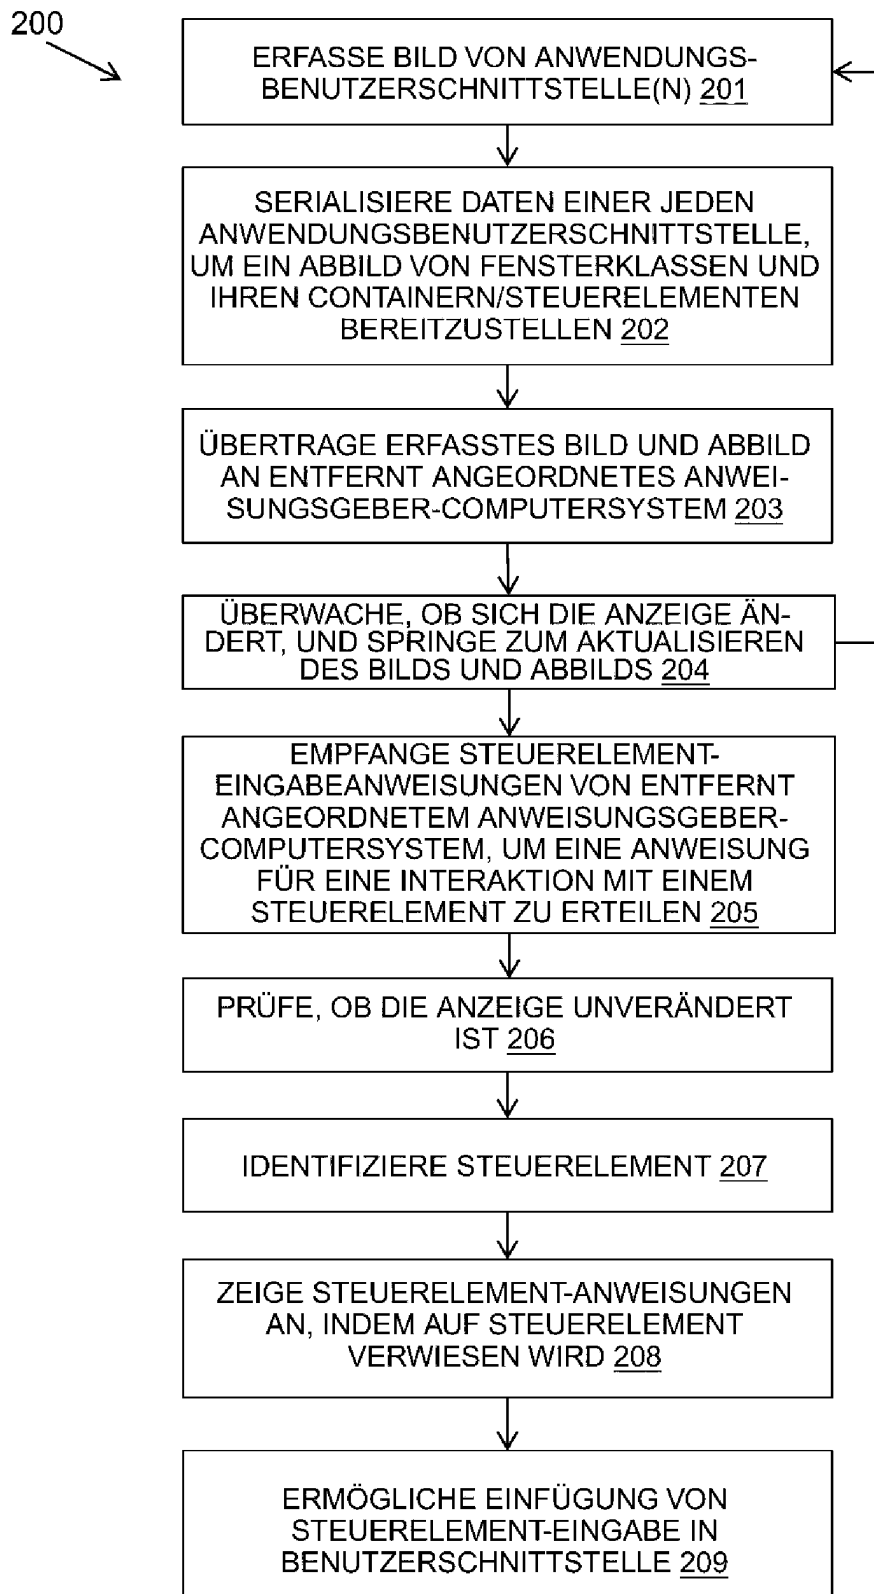 200
ERFASSE BILD VON ANWENDUNGS-
BENUTZERSCHNITTSTELLE(N) 201
SERIALISIERE DATEN EINER JEDEN
ANWENDUNGSBENUTZERSCHNITTSTELLE,
UM EIN ABBILD VON FENSTERKLASSEN UND
IHREN CONTAINERN/STEUERELEMENTEN
BEREITZUSTELLEN 202
ÜBERTRAGE ERFASSTES BILD UND ABBILD
AN ENTFERNT ANGEORDNETES ANWEI-
SUNGSGEBER-COMPUTERSYSTEM 203
ÜBERWACHE, OB SICH DIE ANZEIGE ÄN-
DERT, UND SPRINGE ZUM AKTUALISIEREN
DES BILDS UND ABBILDS 204
EMPFANGE STEUERELEMENT-
EINGABEANWEISUNGEN VON ENTFERNT
ANGEORDNETEM ANWEISUNGSGEBER-
COMPUTERSYSTEM, UM EINE ANWEISUNG
FÜR EINE INTERAKTION MIT EINEM
STEUERELEMENT ZU ERTEILEN 205
PRÜFE, OB DIE ANZEIGE UNVERÄNDERT
IST 206
IDENTIFIZIERE STEUERELEMENT 207
ZEIGE STEUERELEMENT-ANWEISUNGEN
AN, INDEM AUF STEUERELEMENT
VERWIESEN WIRD 208
ERMÖGLICHE EINFÜGUNG VON
STEUERELEMENT-EINGABE IN
BENUTZERSCHNITTSTELLE 209